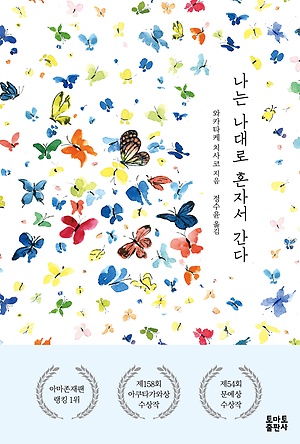 나는 나대로 혼자서 간다
와카타케 치사코 지음
정수윤 옮김
아마존재팬
랭킹 1위
제158회
아쿠타가와상
수상작
제54회
문예상
수상작
토마토
출판사